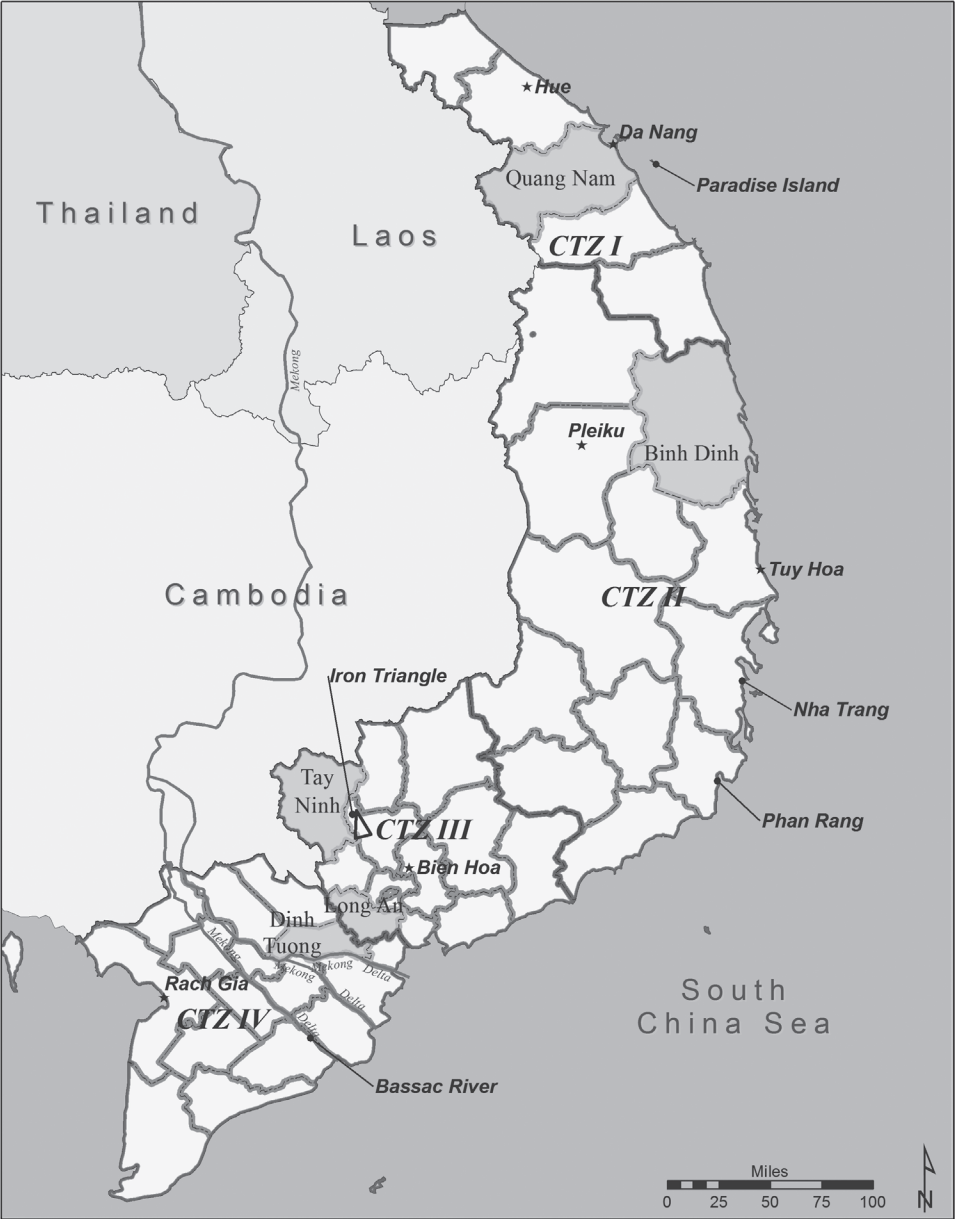 Hue
Da Nang
Quang Nam
Paradise Island
Thailand
Laos
CTZ I
Mekong
Pleiku
Binh Dinh
Tuy Hoa
Cambodia
CTZ II
Iron Triangle
Nha Trang
Tay
Ninh
CTZ III
Phan Rang
Bien Hoa
Long An
Dinh
Tuong
Mekong
Mekong
Mekong
Delta
Rach Gia
Delta
CTZ IV
Delta
South
China Sea
Bassac River
Miles
0 25 50 75 100
N